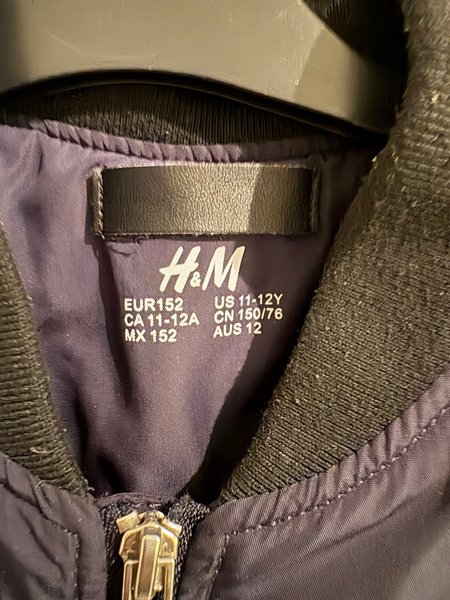 H&M
EUR152 US 11-12Y
CA 11-12A CN 150/76
MX 152 AUS 12